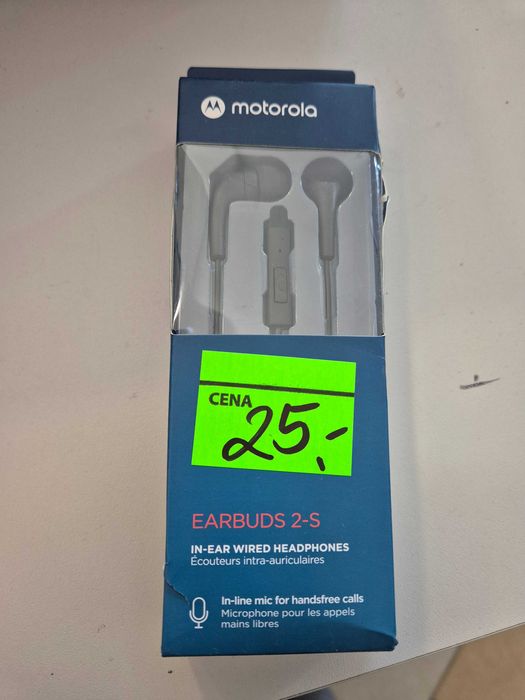 motorola
CENA
25,-
EARBUDS 2-S
IN-EAR WIRED HEADPHONES
Écouteurs intra-auriculaires
In-line mic for handsfree calls
Microphone pour les appels
mains libres